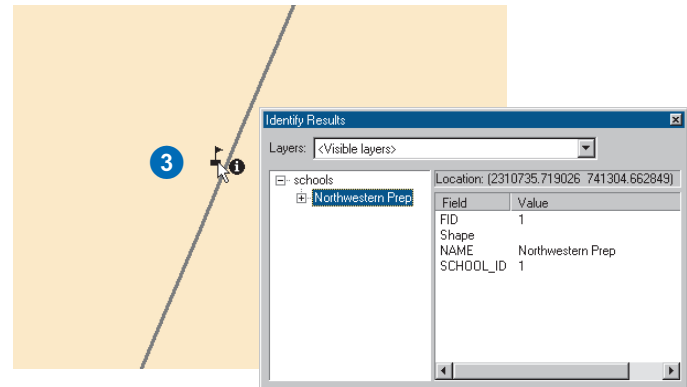 3
Identify Results
Layers: <Visible layers>
schools
Northwestern Prep
Location: (2310735.719026 741304.662849)
Field Value
FID 1
Shape
NAME Northwestern Prep
SCHOOL_ID 1